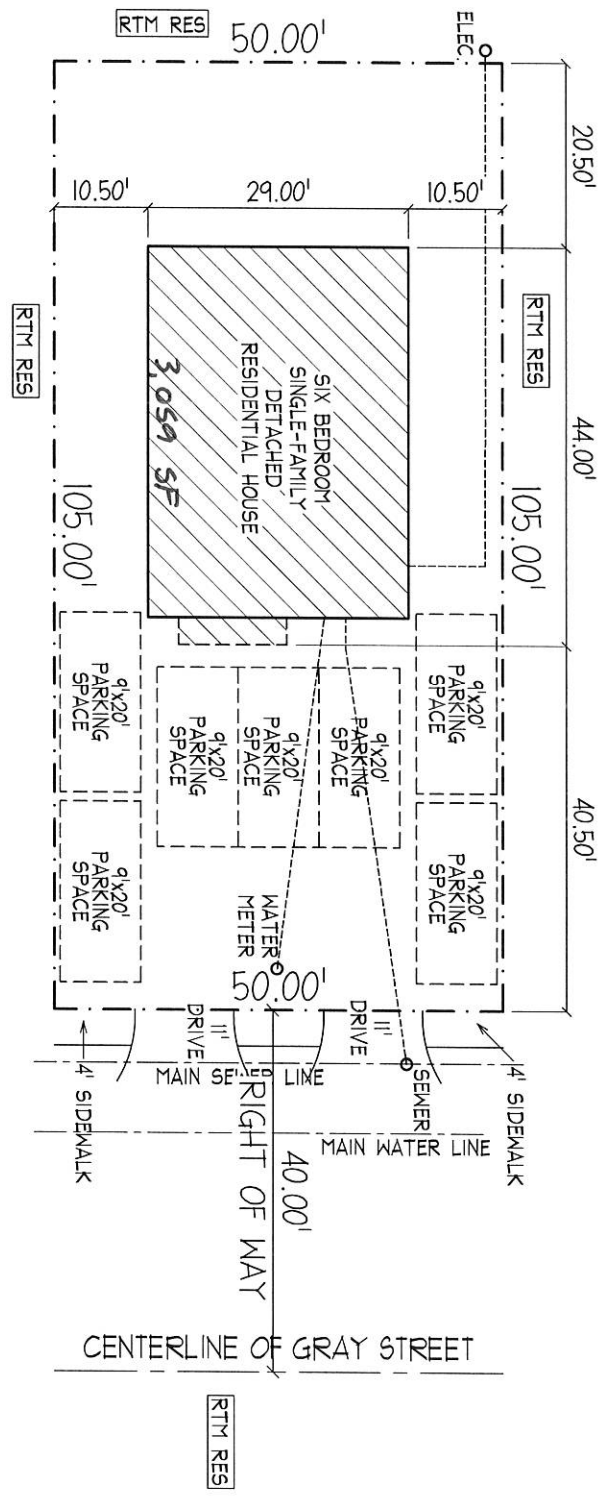 RTM RES
50.00'
ELEC.
20.50'
10.50'
29.00'
10.50'
RTM RES
RTM RES
SIX BEDROOM
SINGLE-FAMILY
DETACHED
RESIDENTIAL HOUSE
3,059 SF
44.00'
105.00'
105.00'
9'x20'
PARKING
SPACE
9'x20'
PARKING
SPACE
9'x20'
PARKING
SPACE
9'x20'
PARKING
SPACE
9'x20'
PARKING
SPACE
9'x20'
PARKING
SPACE
9'x20'
PARKING
SPACE
40.50'
WATER
METER
50.00'
11'
DRIVE
11'
DRIVE
SEWER
4' SIDEWALK
4' SIDEWALK
MAIN SEWER LINE
MAIN WATER LINE
RIGHT OF WAY
40.00'
CENTERLINE OF GRAY STREET
RTM RES